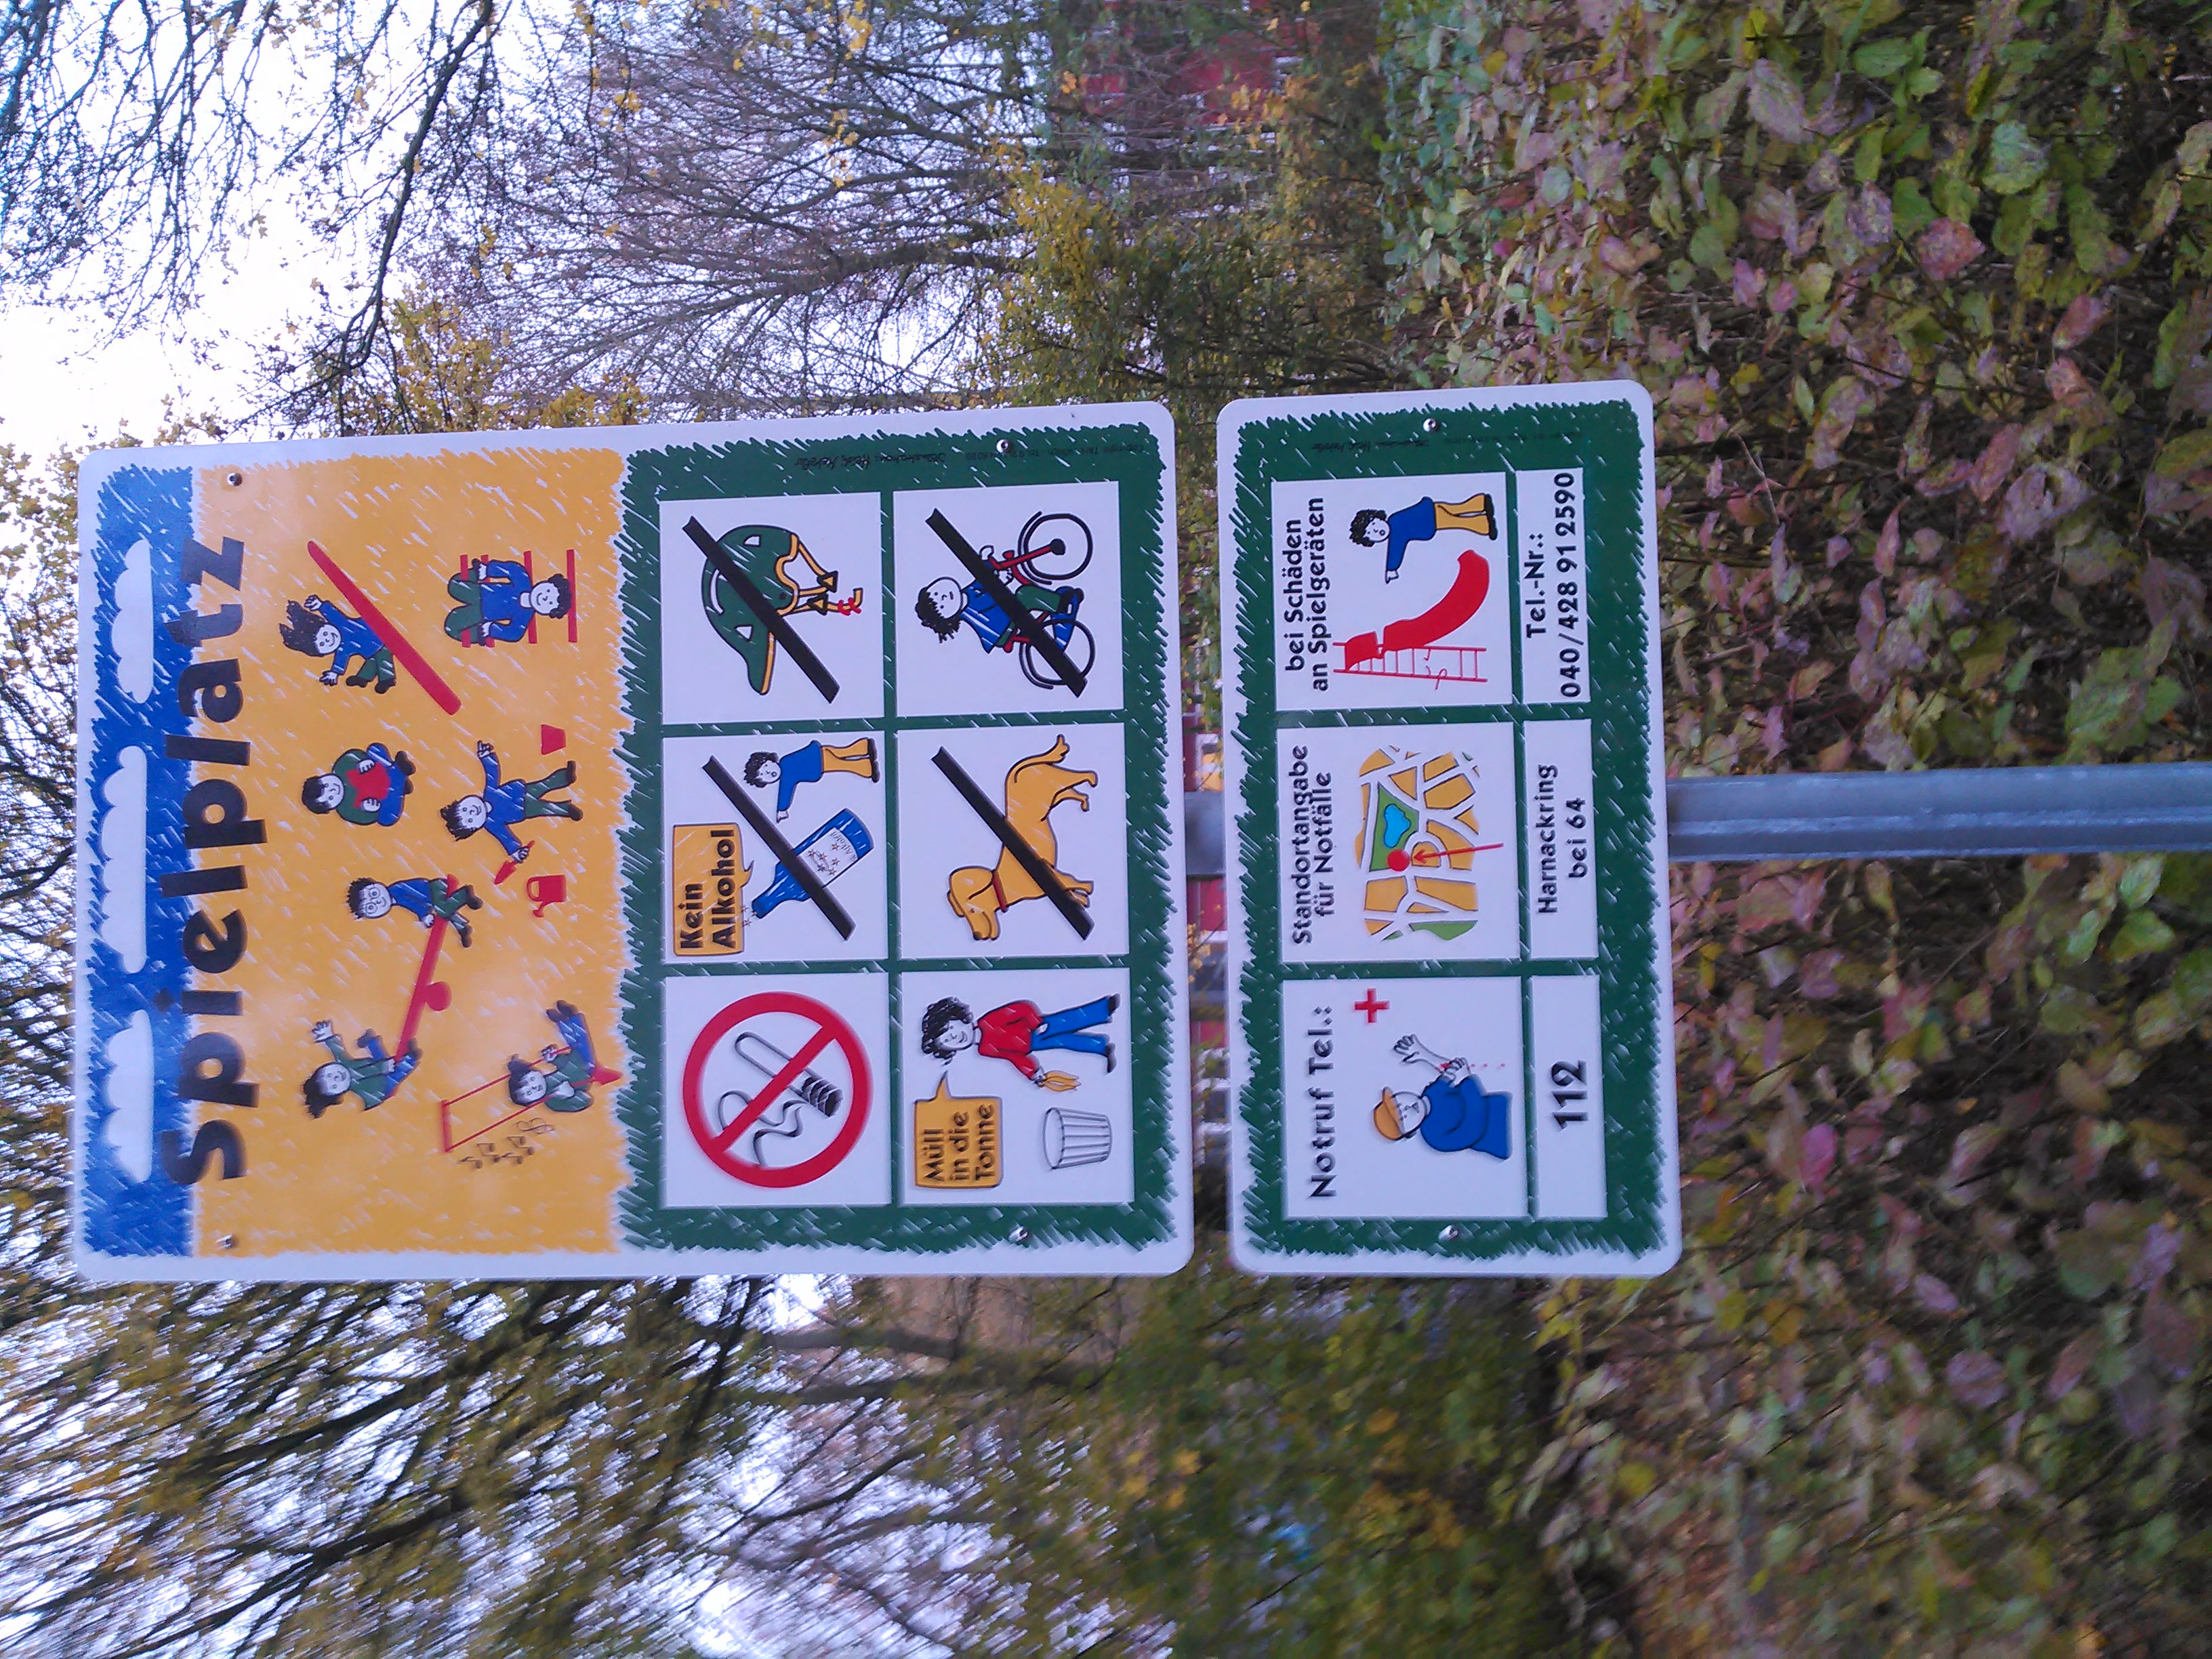 Spielplatz
Kein
Alkohol
Müll
in die
Tonne
Notruf Tel.:
112
Standortangabe
für Notfälle
Harnackring
bei 64
bei Schäden
an Spielgeräten
Tel.-Nr.:
040/428 91 2590